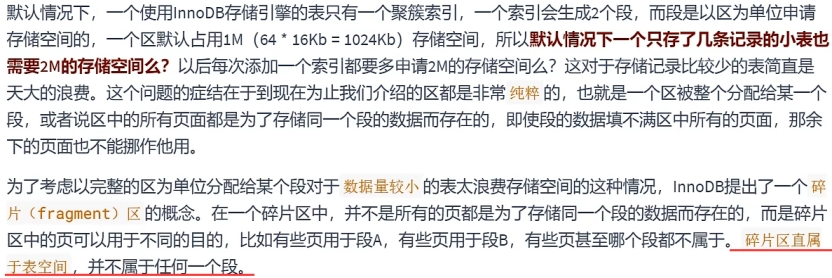 默认情况下，一个使用InnoDB存储引擎的表只有一个聚簇索引，一个索引会生成2个段，而段是以区为单位申请
存储空间的，一个区默认占用1M（64 * 16Kb = 1024Kb）存储空间，所以默认情况下一个只存了几条记录的小表也
需要2M的存储空间么？以后每次添加一个索引都要多申请2M的存储空间么？这对于存储记录比较少的表简直是
天大的浪费。这个问题的症结在于到现在为止我们介绍的区都是非常 纯粹 的，也就是一个区被整个分配给某一个
段，或者说区中的所有页面都是为了存储同一个段的数据而存在的，即使段的数据填不满区中所有的页面，那余
下的页面也不能挪作他用。
为了考虑以完整的区为单位分配给某个段对于 数据量较小 的表太浪费存储空间的这种情况，InnoDB提出了一个 碎
片（fragment）区 的概念。在一个碎片区中，并不是所有的页都是为了存储同一个段的数据而存在的，而是碎片
区中的页可以用于不同的目的，比如有些页用于段A，有些页用于段B，有些页甚至哪个段都不属于。 碎片区直属
于表空间 ，并不属于任何一个段。